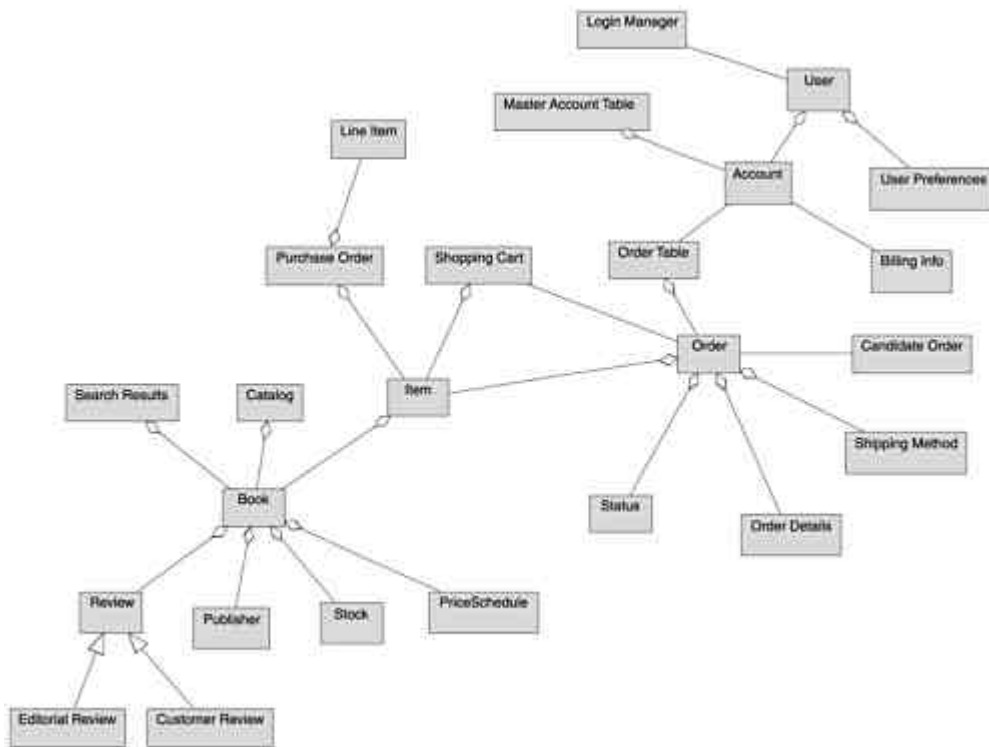 Login Manager
User
Master Account Table
Line Item
Account
User Preferences
Purchase Order
Shopping Cart
Order Table
Billing Info
Order
Candidate Order
Search Results
Catalog
Item
Shipping Method
Book
Status
Order Details
Review
Publisher
Stock
PriceSchedule
Editorial Review
Customer Review